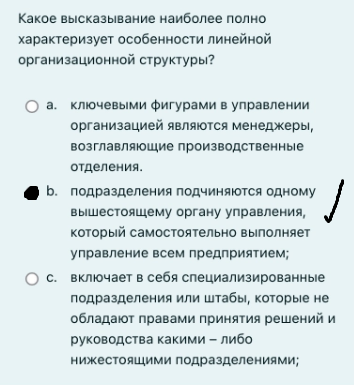 Какое высказывание наиболее полно
характеризует особенности линейной
организационной структуры?
a. ключевыми фигурами в управлении
организацией являются менеджеры,
возглавляющие производственные
отделения.
b. подразделения подчиняются одному
вышестоящему органу управления,
который самостоятельно выполняет
управление всем предприятием;
c. включает в себя специализированные
подразделения или штабы, которые не
обладают правами принятия решений и
руководства какими – либо
нижестоящими подразделениями;